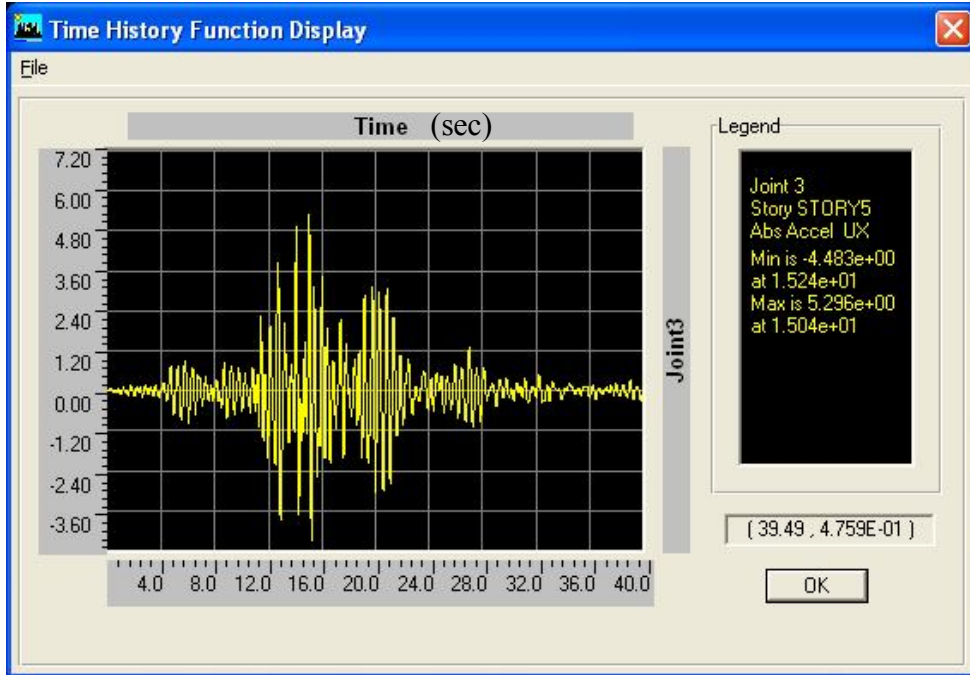 Time History Function Display
File
Time (sec)
7.20
6.00
4.80
3.60
2.40
1.20
0.00
-1.20
-2.40
-3.60
4.0 8.0 12.0 16.0 20.0 24.0 28.0 32.0 36.0 40.0
Joint3
Legend
Joint 3
Story STORY5
Abs Accel UX
Min is -4.483e+00
at 1.524e+01
Max is 5.296e+00
at 1.504e+01
( 39.49 , 4.759E-01 )
OK